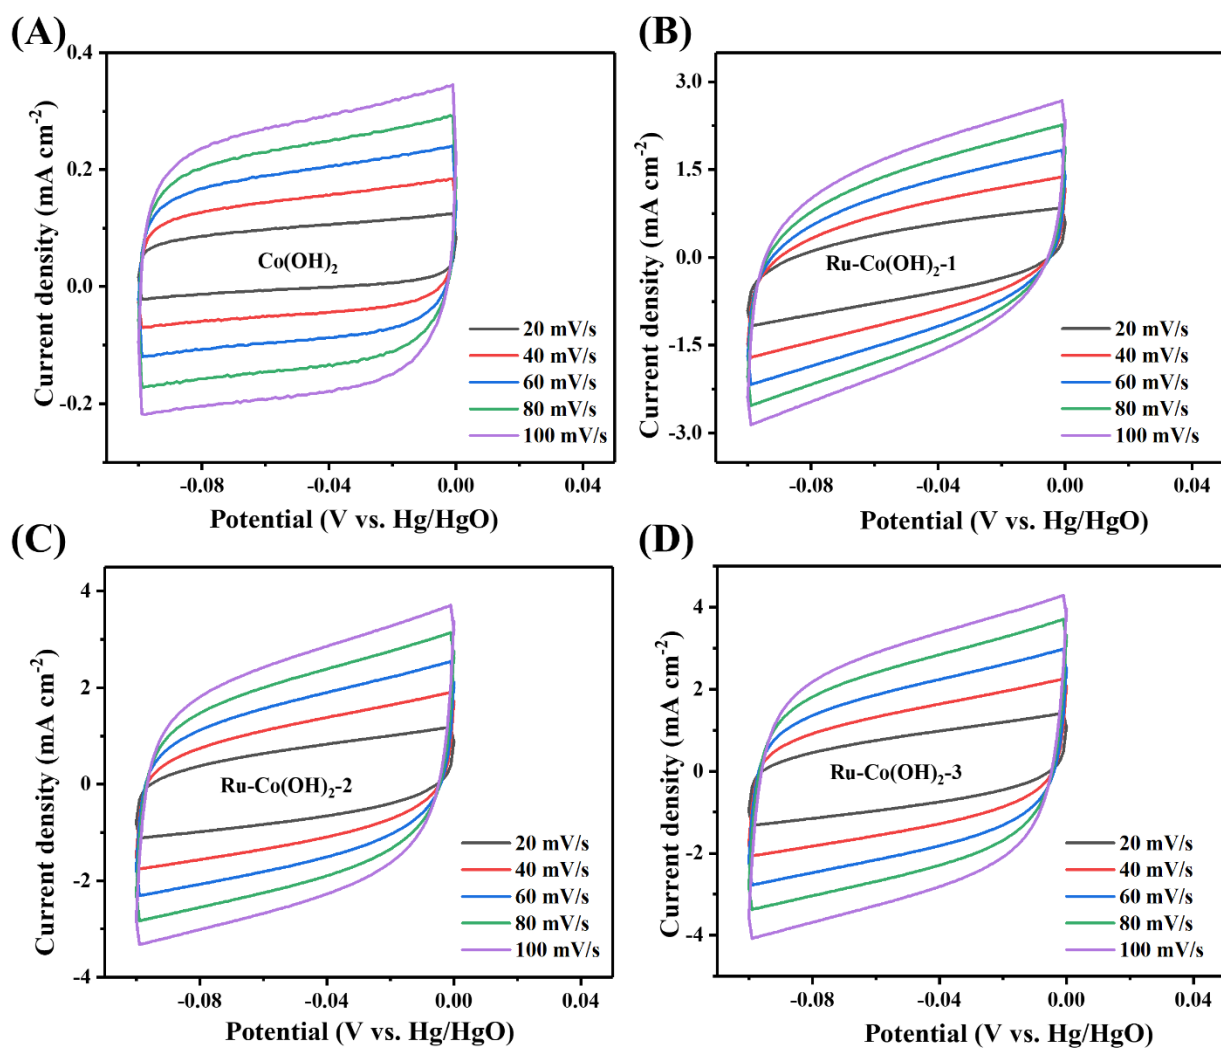 (A)
0.4
0.2
0.0
-0.2
Current density (mA cm⁻²)
Co(OH)₂
20 mV/s
40 mV/s
60 mV/s
80 mV/s
100 mV/s
-0.08 -0.04 0.00 0.04
Potential (V vs. Hg/HgO)
(B)
3.0
1.5
0.0
-1.5
-3.0
Current density (mA cm⁻²)
Ru-Co(OH)₂-1
20 mV/s
40 mV/s
60 mV/s
80 mV/s
100 mV/s
-0.08 -0.04 0.00 0.04
Potential (V vs. Hg/HgO)
(C)
4
2
0
-2
-4
Current density (mA cm⁻²)
Ru-Co(OH)₂-2
20 mV/s
40 mV/s
60 mV/s
80 mV/s
100 mV/s
-0.08 -0.04 0.00 0.04
Potential (V vs. Hg/HgO)
(D)
4
2
0
-2
-4
Current density (mA cm⁻²)
Ru-Co(OH)₂-3
20 mV/s
40 mV/s
60 mV/s
80 mV/s
100 mV/s
-0.08 -0.04 0.00 0.04
Potential (V vs. Hg/HgO)